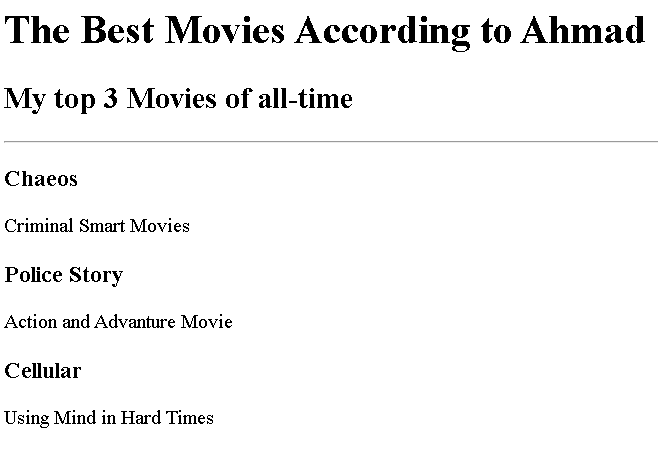 The Best Movies According to Ahmad
My top 3 Movies of all-time
Chaeos
Criminal Smart Movies
Police Story
Action and Advanture Movie
Cellular
Using Mind in Hard Times